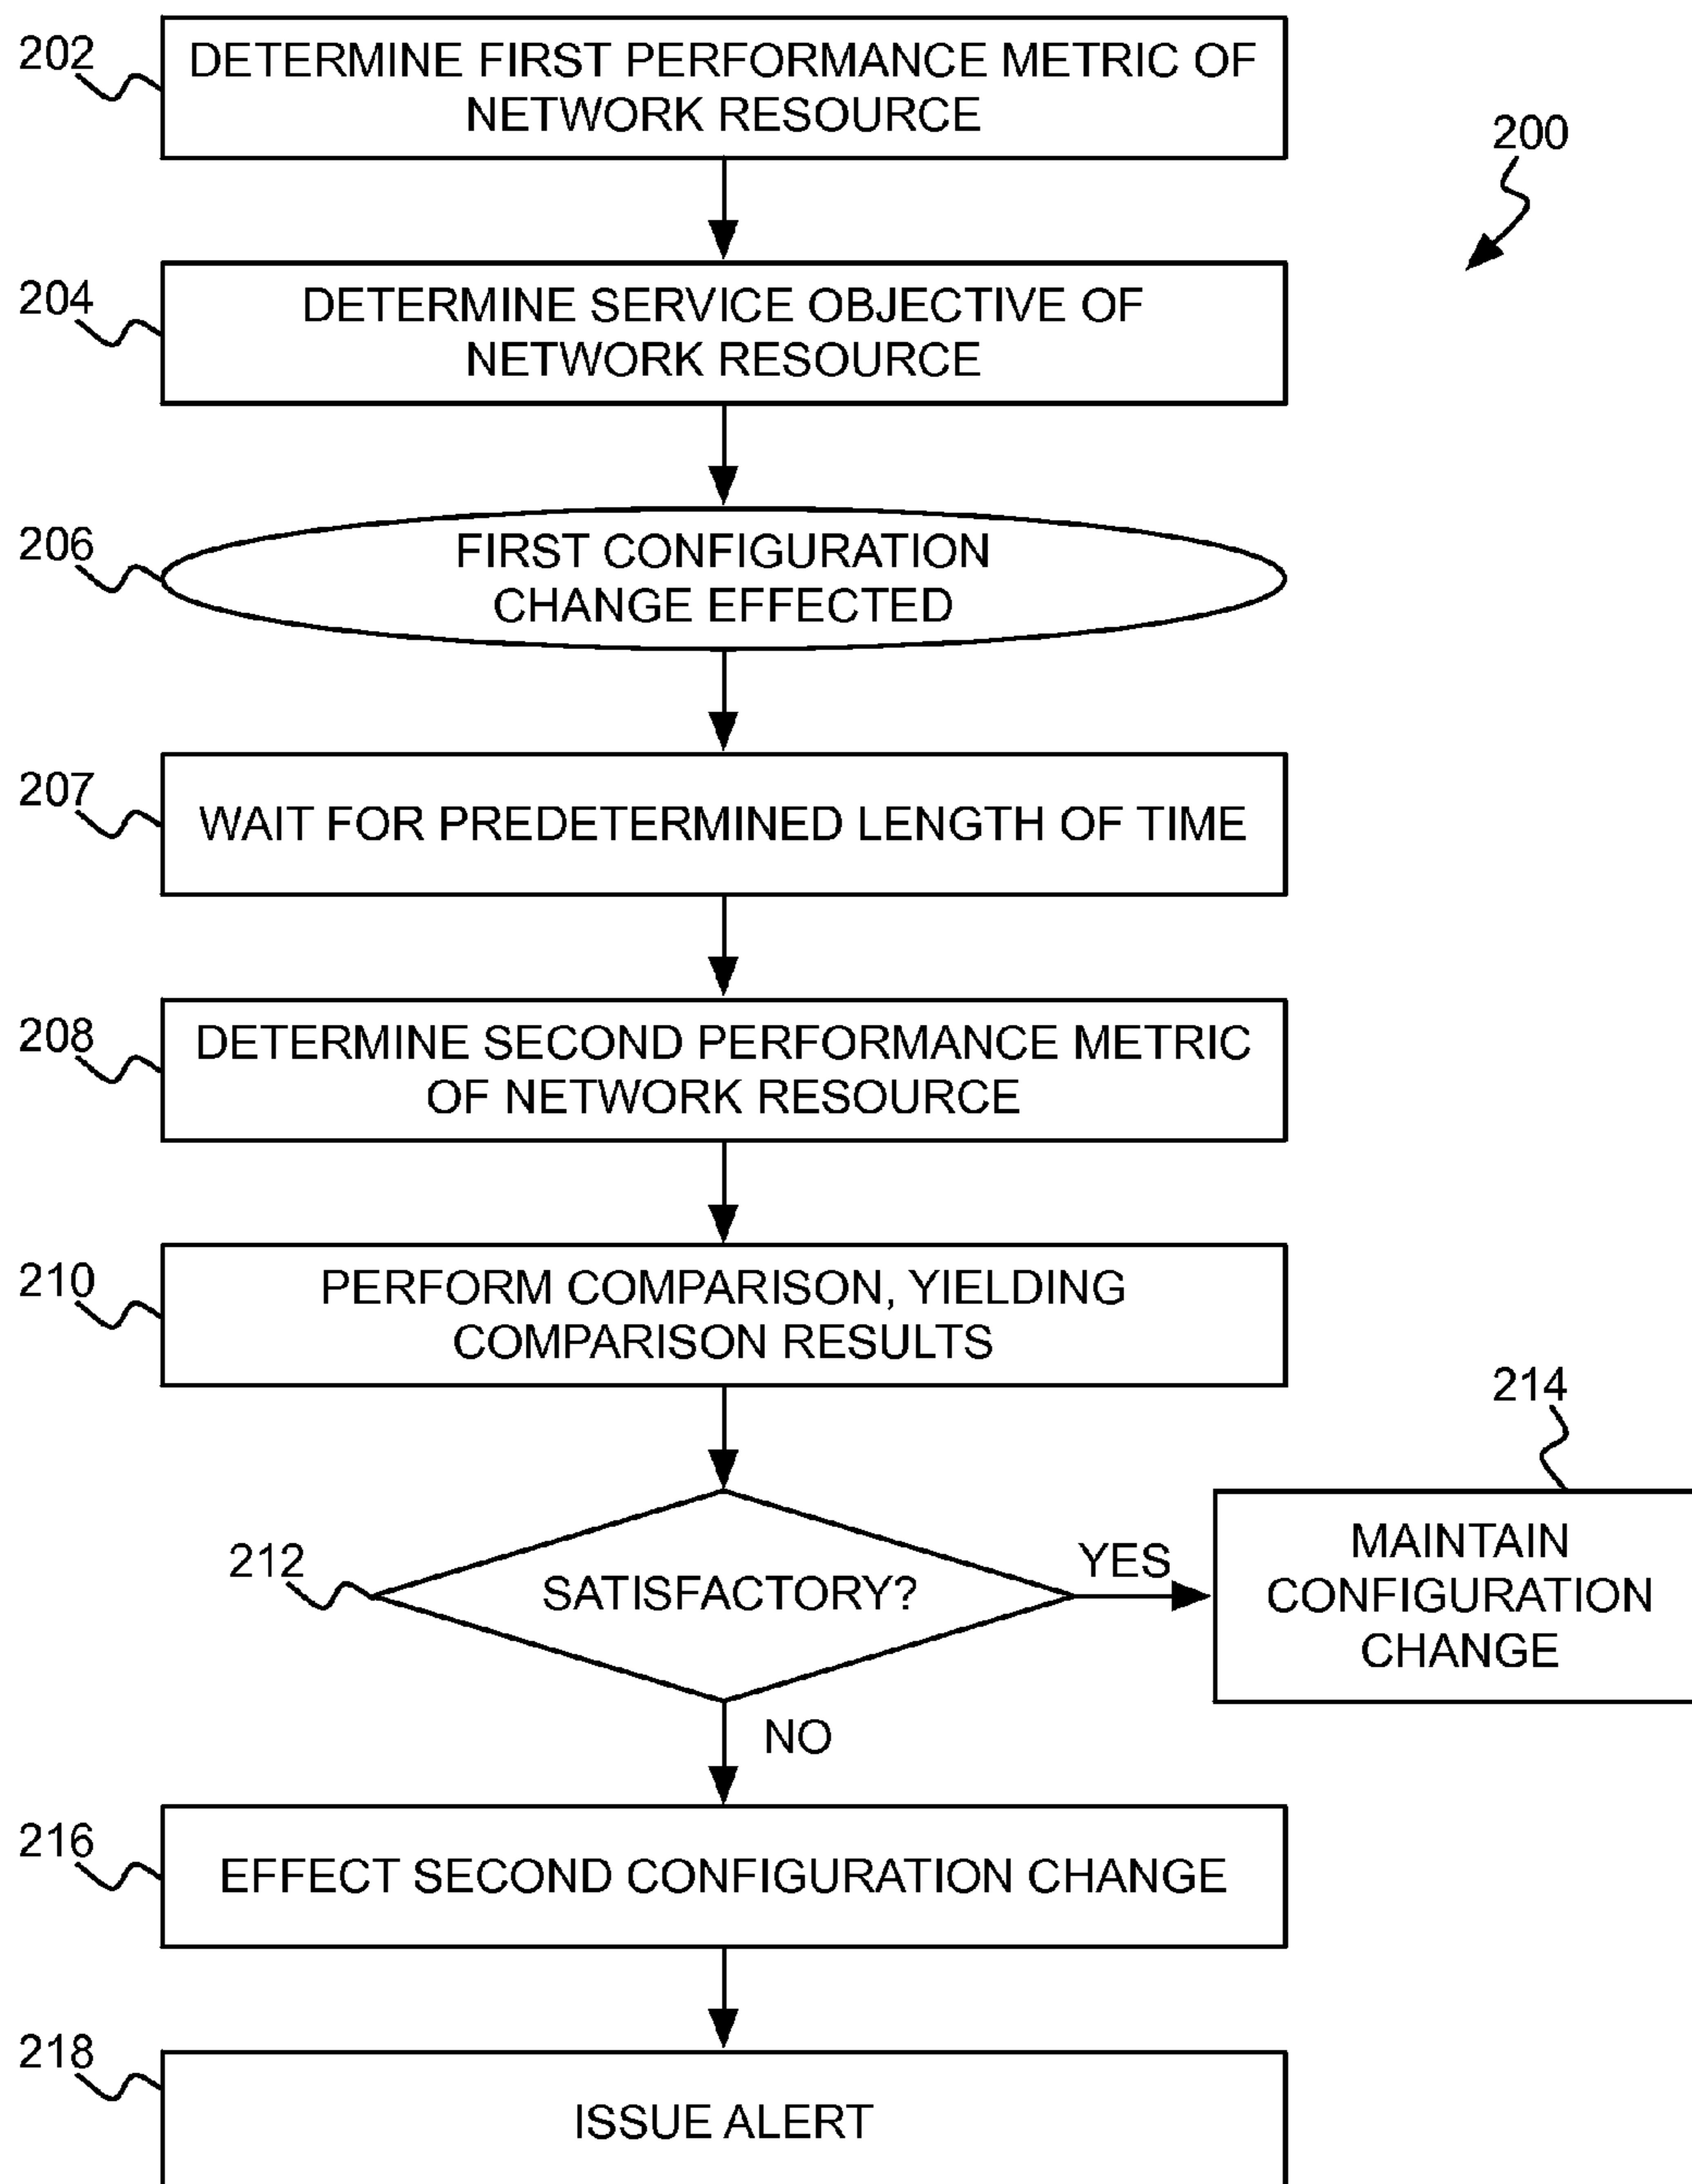 202
DETERMINE FIRST PERFORMANCE METRIC OF
NETWORK RESOURCE
200
204
DETERMINE SERVICE OBJECTIVE OF
NETWORK RESOURCE
206
FIRST CONFIGURATION
CHANGE EFFECTED
207
WAIT FOR PREDETERMINED LENGTH OF TIME
208
DETERMINE SECOND PERFORMANCE METRIC
OF NETWORK RESOURCE
210
PERFORM COMPARISON, YIELDING
COMPARISON RESULTS
212
SATISFACTORY?
YES
214
MAINTAIN
CONFIGURATION
CHANGE
NO
216
EFFECT SECOND CONFIGURATION CHANGE
218
ISSUE ALERT